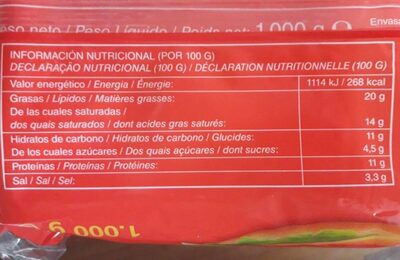 so neto / Peso Líquido / Poids net: 1.000 g e
Envasa
INFORMACIÓN NUTRICIONAL (POR 100 G)
DECLARAÇÃO NUTRICIONAL (100 G) / DÉCLARATION NUTRITIONNELLE (100 G)
Valor energético / Energia / Énergie: 1114 kJ / 268 kcal
Grasas / Lípidos / Matières grasses: 20 g
De las cuales saturadas /
dos quais saturados / dont acides gras saturés: 14 g
Hidratos de carbono / Hidratos de carbono / Glucides: 11 g
De los cuales azúcares / Dos quais açúcares / dont sucres: 4,5 g
Proteínas / Proteínas / Protéines: 11 g
Sal / Sal / Sel: 3,3 g
1.000 g